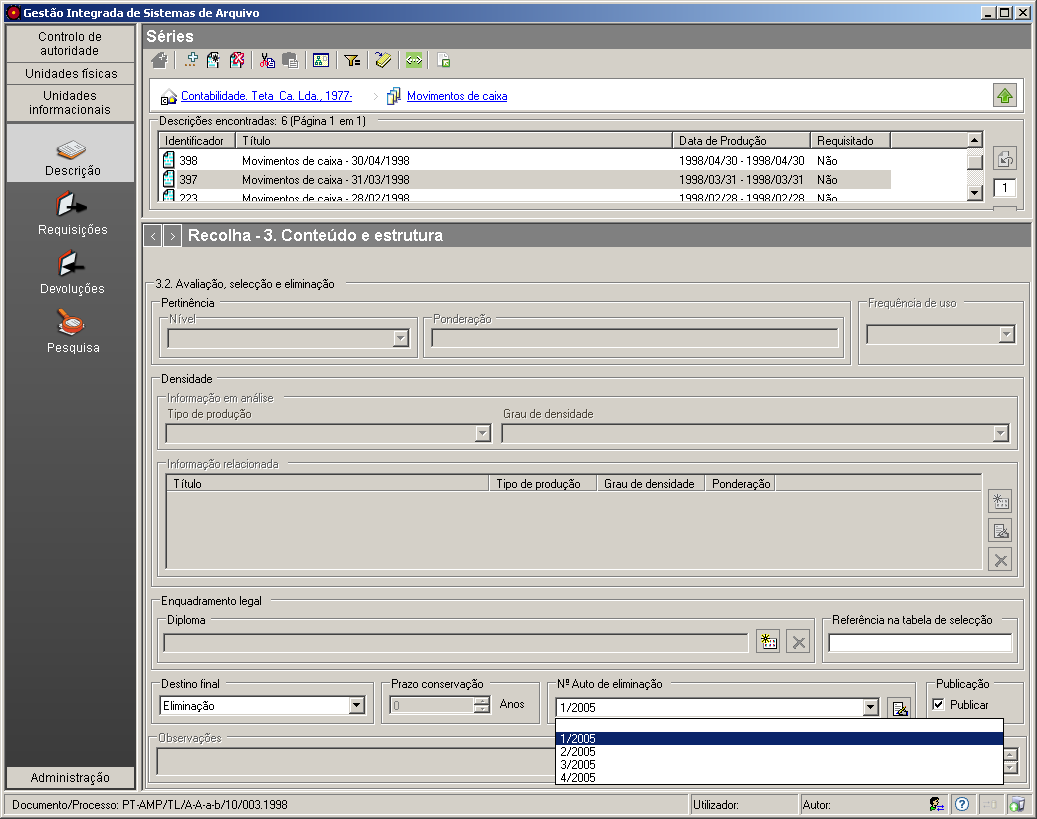 Gestão Integrada de Sistemas de Arquivo
Controlo de
autoridade
Unidades físicas
Unidades
informacionais
Descrição
Requisições
Devoluções
Pesquisa
Administração
Séries
Contabilidade. Teta Ca. Lda., 1977-
Movimentos de caixa
Descrições encontradas: 6 (Página 1 em 1)
Identificador Título Data de Produção Requisitado
398 Movimentos de caixa - 30/04/1998 1998/04/30 - 1998/04/30 Não
397 Movimentos de caixa - 31/03/1998 1998/03/31 - 1998/03/31 Não
223 Movimentos de caixa - 28/02/1998 1998/02/28 - 1998/02/28 Não
1
< > Recolha - 3. Conteúdo e estrutura
3.2. Avaliação, selecção e eliminação
Pertinência
Nível
Ponderação
Frequência de uso
Densidade
Informação em análise
Tipo de produção Grau de densidade
Informação relacionada
Título Tipo de produção Grau de densidade Ponderação
Enquadramento legal
Diploma
Referência na tabela de selecção
Destino final
Eliminação
Prazo conservação
0 Anos
Nº Auto de eliminação
1/2005
Publicação
Publicar
1/2005
2/2005
3/2005
4/2005
Observações
Documento/Processo: PT-AMP/TL/A-A-a-b/10/003.1998 Utilizador: Autor: